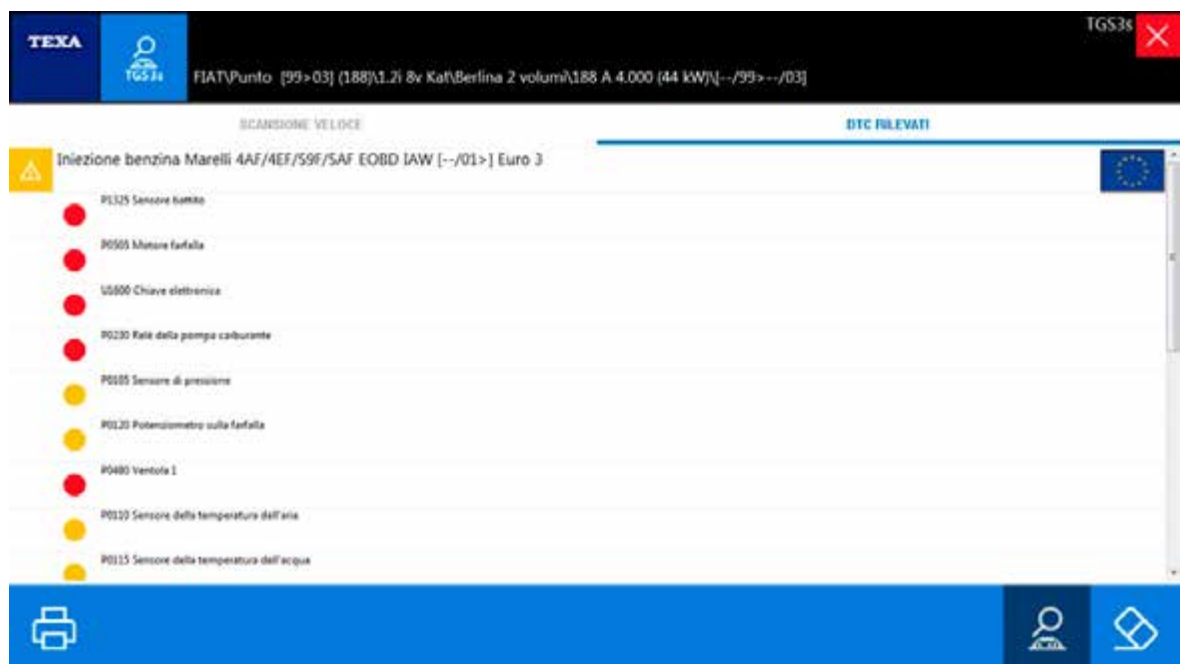 TEXA
TGS3s
TGS3s
FIAT\Punto [99>03] (188)\1.2i 8v Kat\Berlina 2 volumi\188 A 4.000 (44 kW)\[--/99>--/03]
SCANSIONE VELOCE
DTC RILEVATI
Iniezione benzina Marelli 4AF/4EF/59F/5AF EOBD IAW [--/01>] Euro 3
P1325 Sensore battito
P0505 Motore farfalla
U1600 Chiave elettronica
P0230 Relè della pompa carburante
P0105 Sensore di pressione
P0120 Potenziometro sulla farfalla
P0480 Ventola 1
P0110 Sensore della temperatura dell'aria
P0115 Sensore della temperatura dell'acqua